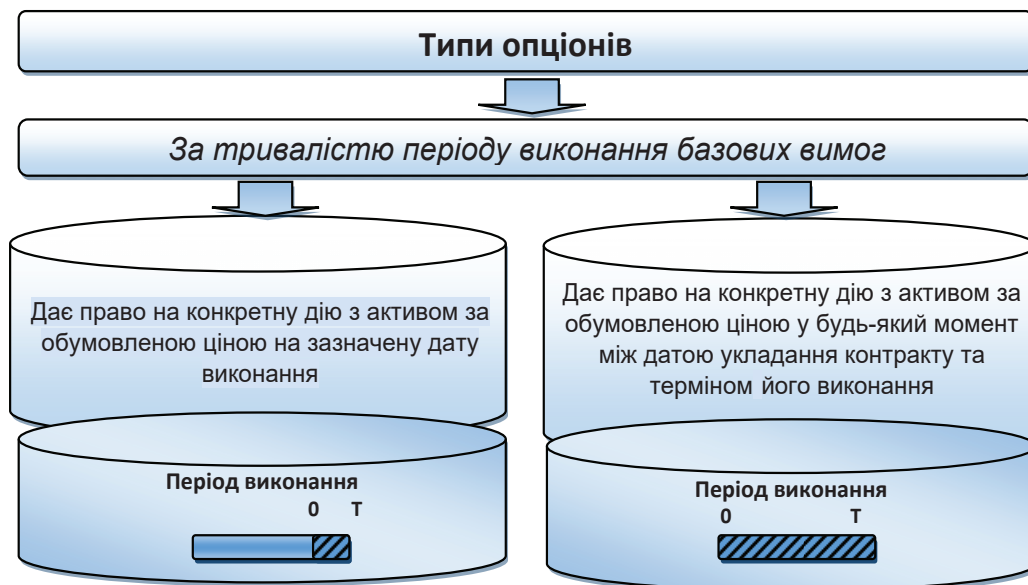 Типи опціонів
За тривалістю періоду виконання базових вимог
Дає право на конкретну дію з активом за
обумовленою ціною на зазначену дату
виконання
Дає право на конкретну дію з активом за
обумовленою ціною у будь-який момент
між датою укладання контракту та
терміном його виконання
Період виконання
0 T
Період виконання
0 T